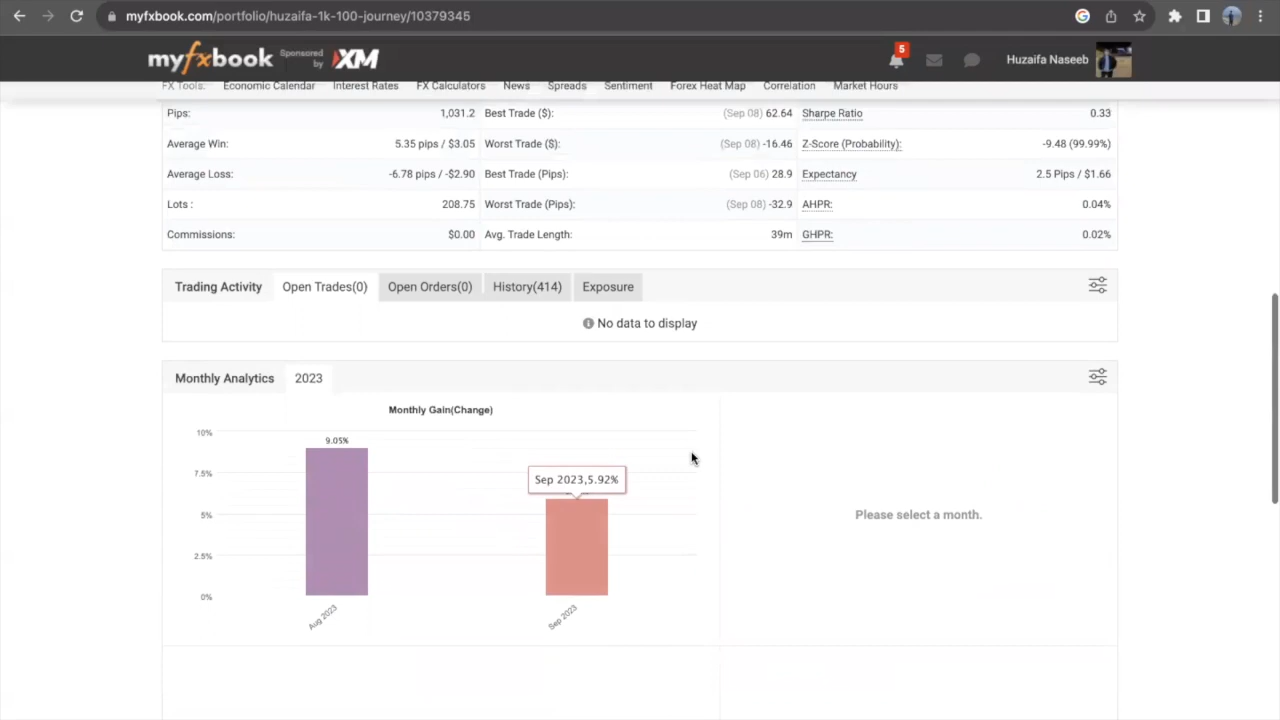 myfxbook.com/portfolio/huzaifa-1k-100-journey/10379345
myfxbook Sponsored by XM 5 Huzaifa Naseeb
FX Tools: Economic Calendar Interest Rates FX Calculators News Spreads Sentiment Forex Heat Map Correlation Market Hours
Pips: 1,031.2 Best Trade ($): (Sep 08) 62.64 Sharpe Ratio 0.33
Average Win: 5.35 pips / $3.05 Worst Trade ($): (Sep 08) -16.46 Z-Score (Probability): -9.48 (99.99%)
Average Loss: -6.78 pips / -$2.90 Best Trade (Pips): (Sep 06) 28.9 Expectancy 2.5 Pips / $1.66
Lots : 208.75 Worst Trade (Pips): (Sep 08) -32.9 AHPR: 0.04%
Commissions: $0.00 Avg. Trade Length: 39m GHPR: 0.02%
Trading Activity Open Trades(0) Open Orders(0) History(414) Exposure
No data to display
Monthly Analytics 2023
Monthly Gain(Change)
10%
9.05%
7.5%
Sep 2023,5.92%
5%
Please select a month.
2.5%
0%
Aug 2023 Sep 2023